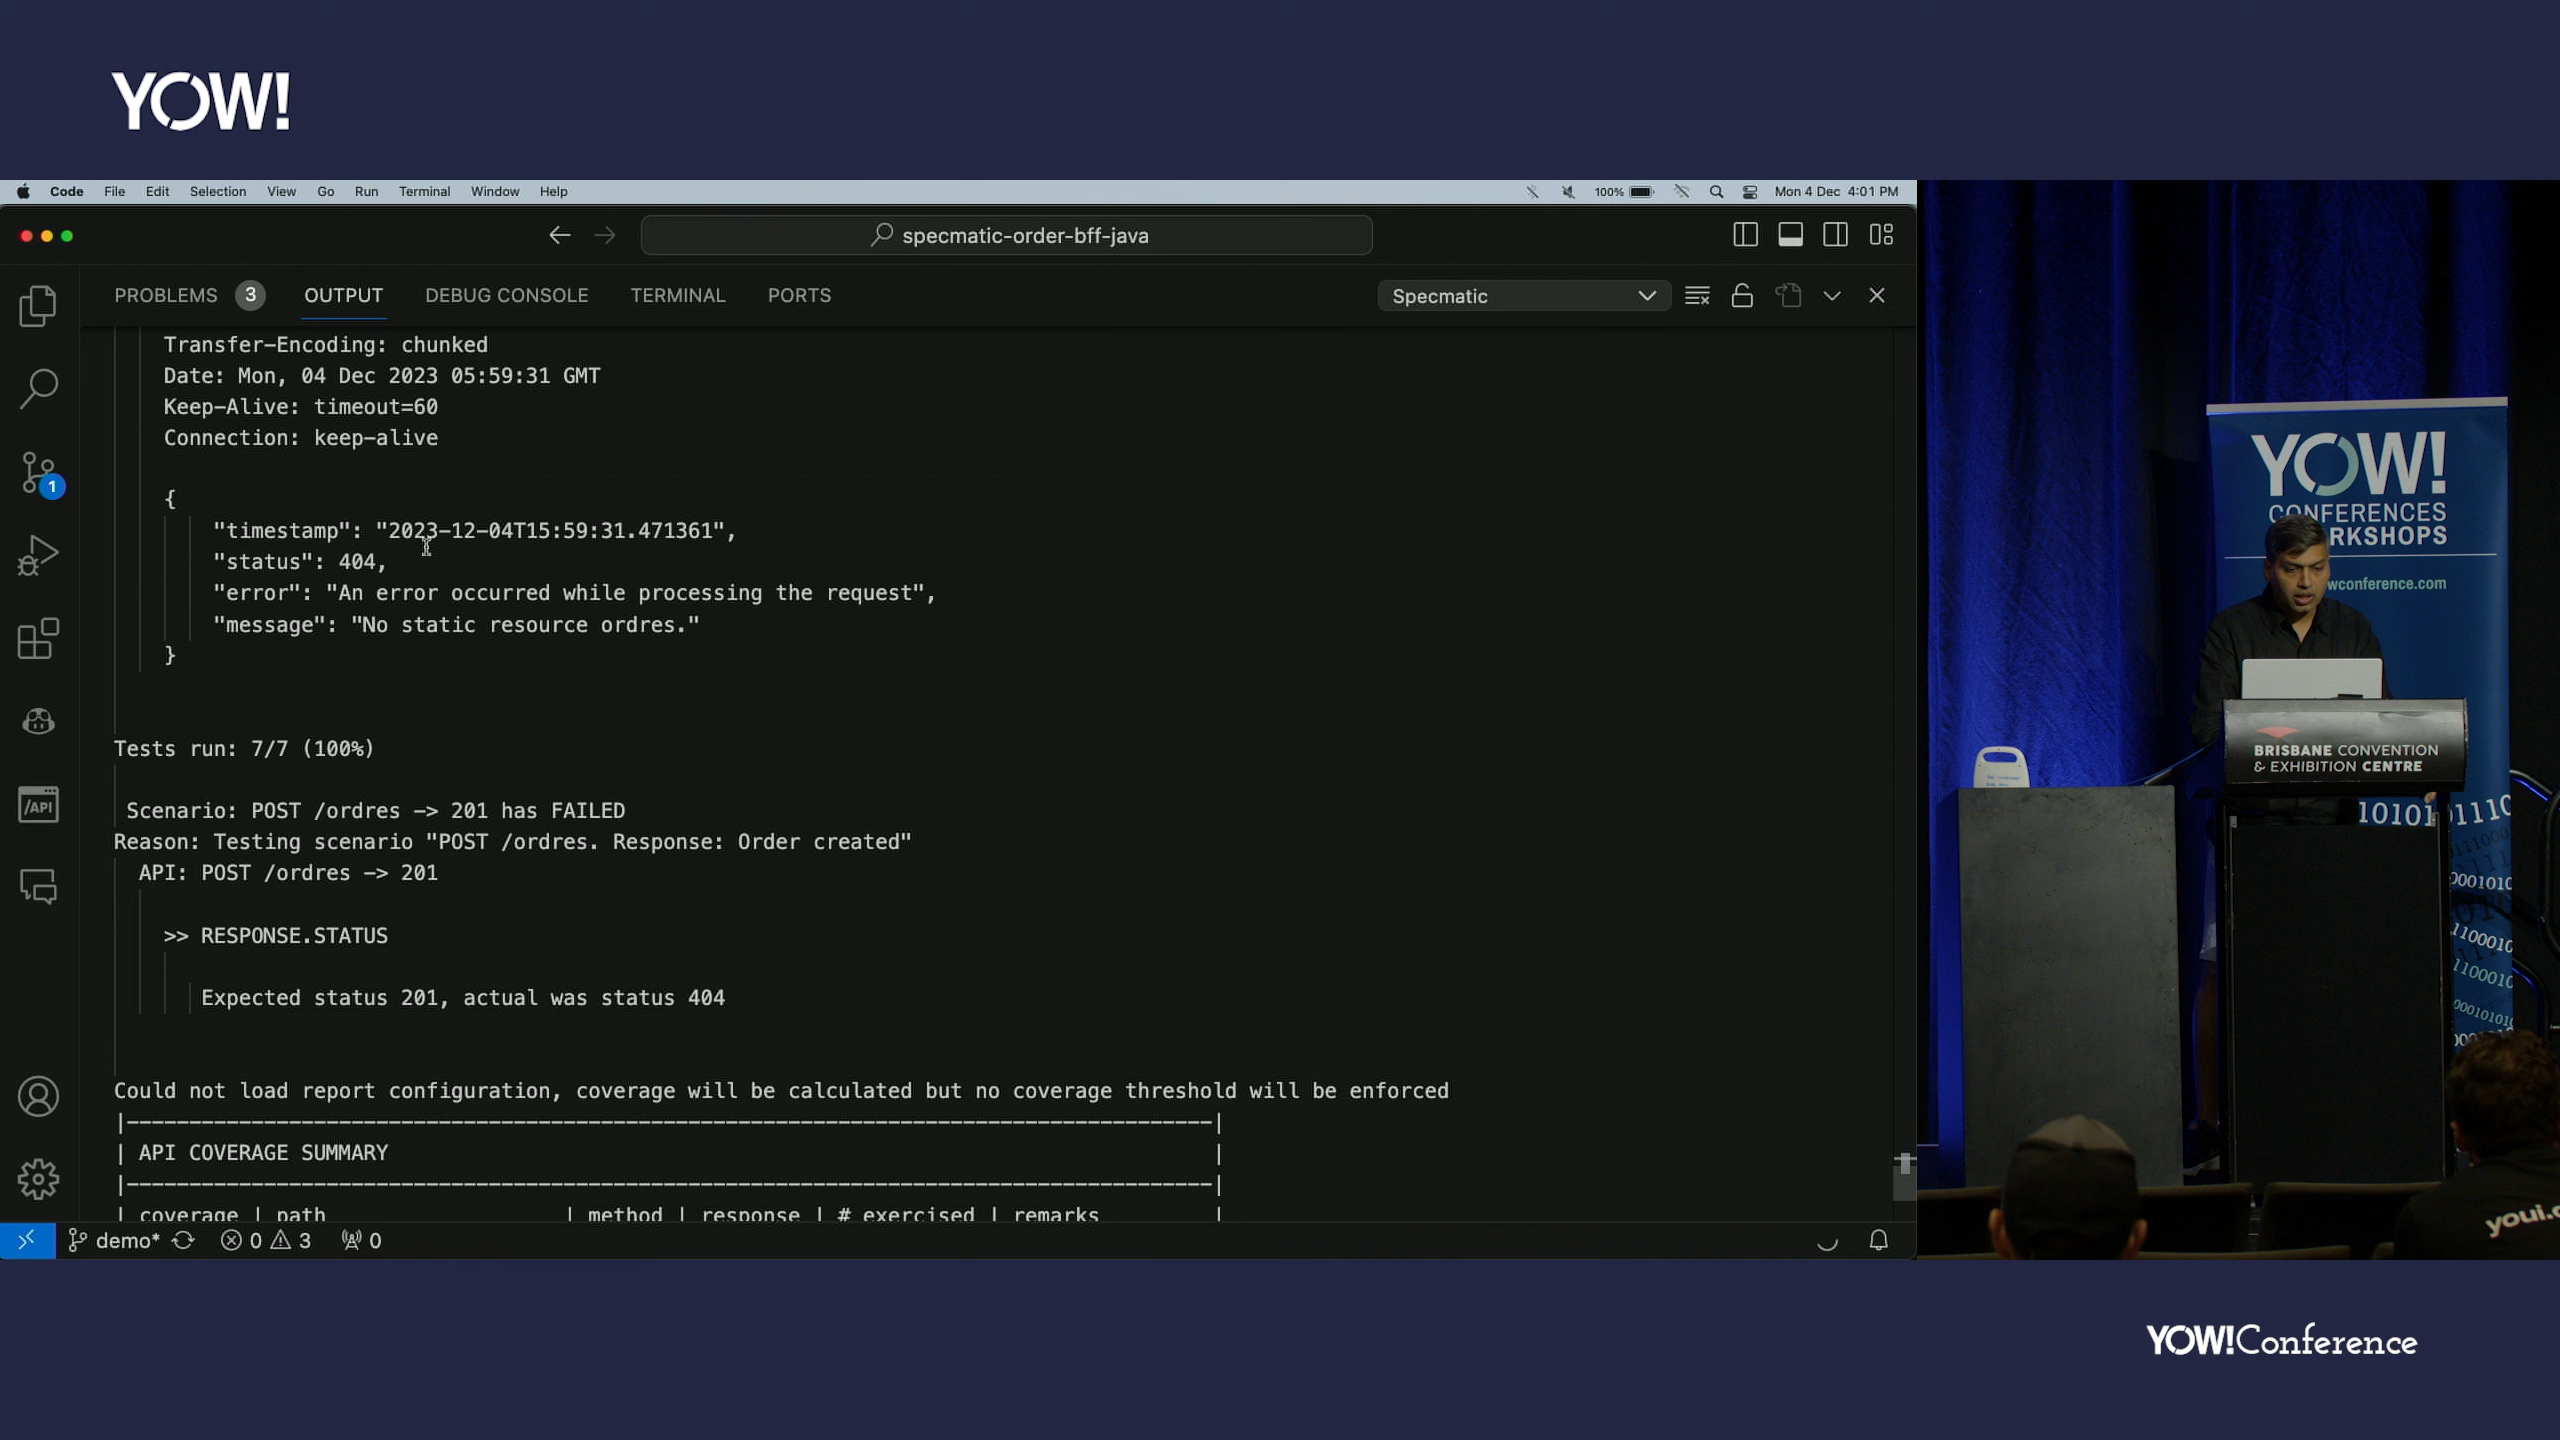 YOW!
Code File Edit Selection View Go Run Terminal Window Help 100% Mon 4 Dec 4:01 PM
specmatic-order-bff-java
PROBLEMS 3 OUTPUT DEBUG CONSOLE TERMINAL PORTS Specmatic
Transfer-Encoding: chunked
Date: Mon, 04 Dec 2023 05:59:31 GMT
Keep-Alive: timeout=60
Connection: keep-alive
{
"timestamp": "2023-12-04T15:59:31.471361",
"status": 404,
"error": "An error occurred while processing the request",
"message": "No static resource ordres."
}
Tests run: 7/7 (100%)
Scenario: POST /ordres -> 201 has FAILED
Reason: Testing scenario "POST /ordres. Response: Order created"
API: POST /ordres -> 201
>> RESPONSE.STATUS
Expected status 201, actual was status 404
Could not load report configuration, coverage will be calculated but no coverage threshold will be enforced
|---------------------------------------------------------------------------------------|
| API COVERAGE SUMMARY |
|---------------------------------------------------------------------------------------|
| coverage | path | method | response | # exercised | remarks |
1
/API
demo* 0 3 0
YOW!
CONFERENCES
RKSHOPS
wconference.com
BRISBANE CONVENTION
& EXHIBITION CENTRE
youi.
YOW!Conference